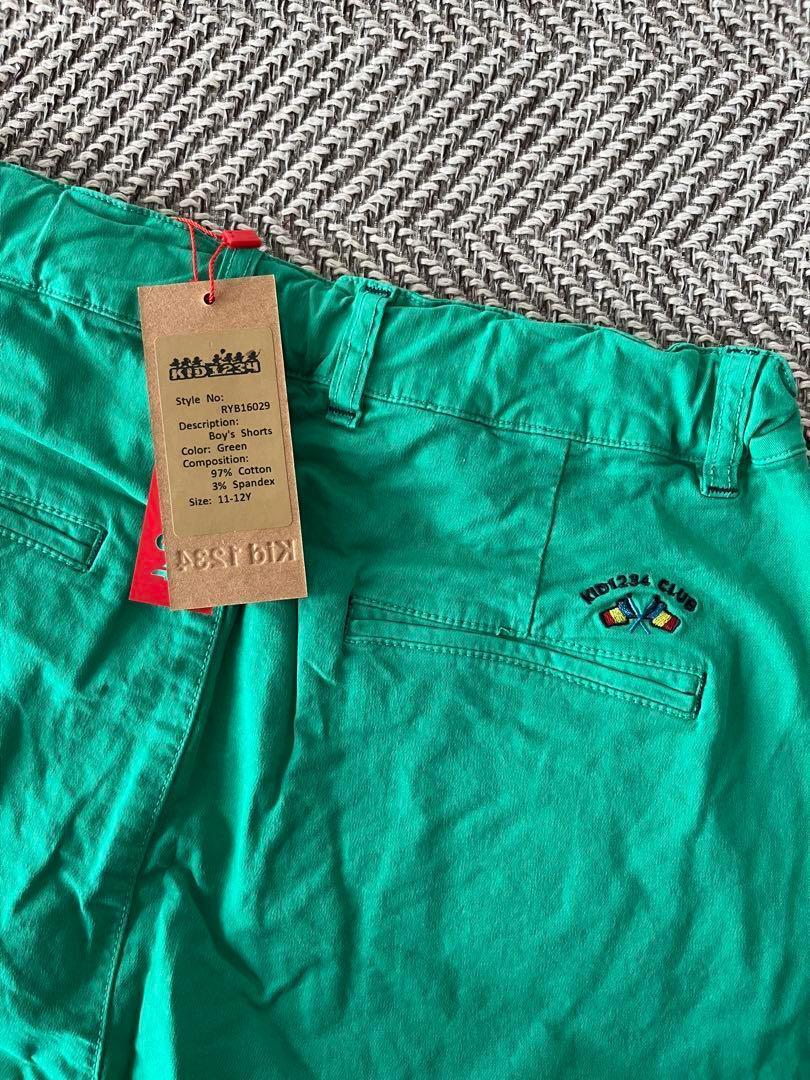 KID1234
Style No:
RYB16029
Description:
Boy's Shorts
Color: Green
Composition:
97% Cotton
3% Spandex
Size: 11-12Y
Kid 1234
KID1234 CLUB